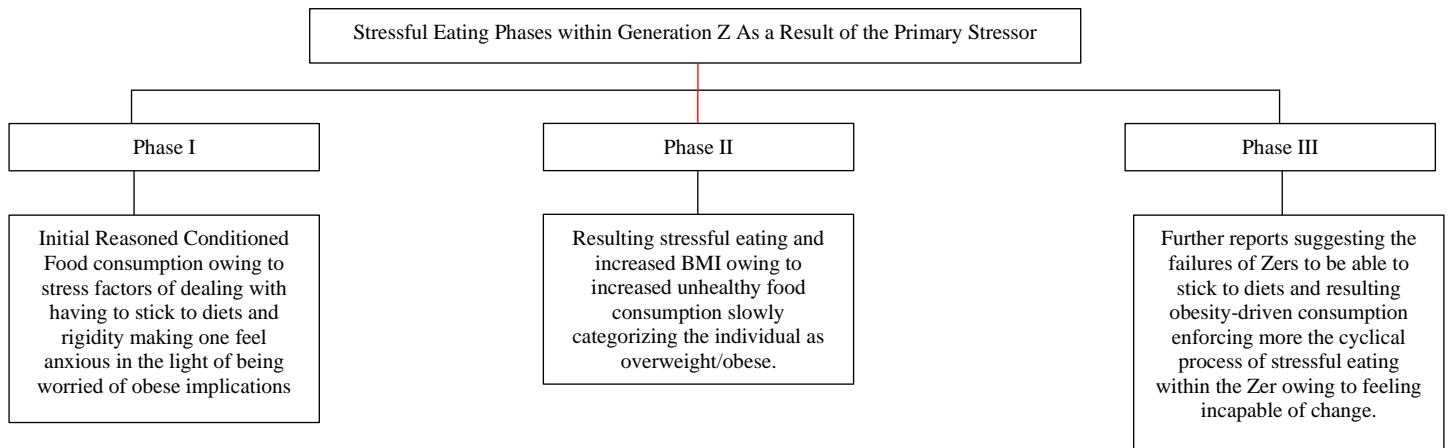 Stressful Eating Phases within Generation Z As a Result of the Primary Stressor
Phase I
Phase II
Phase III
Initial Reasoned Conditioned
Food consumption owing to
stress factors of dealing with
having to stick to diets and
rigidity making one feel
anxious in the light of being
worried of obese implications
Resulting stressful eating and
increased BMI owing to
increased unhealthy food
consumption slowly
categorizing the individual as
overweight/obese.
Further reports suggesting the
failures of Zers to be able to
stick to diets and resulting
obesity-driven consumption
enforcing more the cyclical
process of stressful eating
within the Zer owing to feeling
incapable of change.